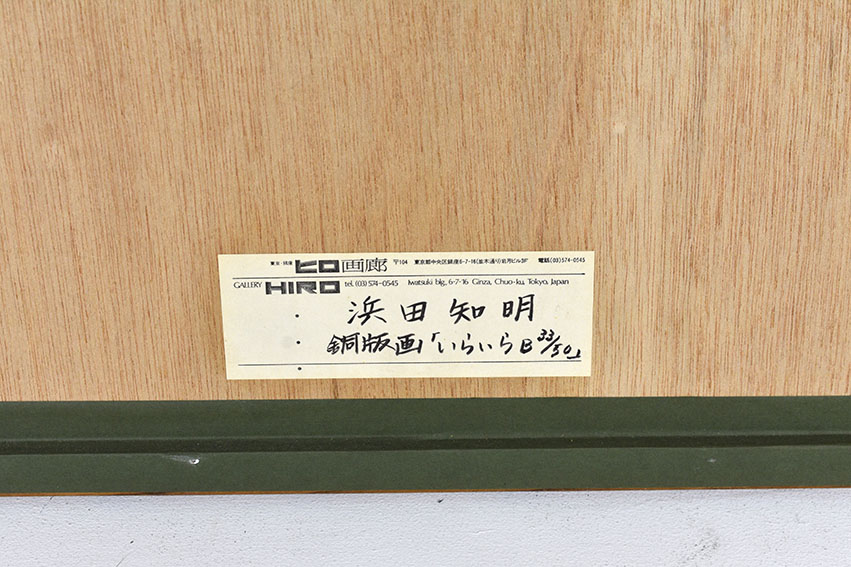 東京・銀座 ヒロ画廊 〒104 東京都中央区銀座6-7-16(並木通り)岩月ビル3F 電話(03)574-0545
GALLERY HIRO tel. (03) 574-0545 Iwatsuki blg., 6-7-16 Ginza, Chuo-ku, Tokyo, Japan
浜田知明
銅版画「いらいらB 33/50」